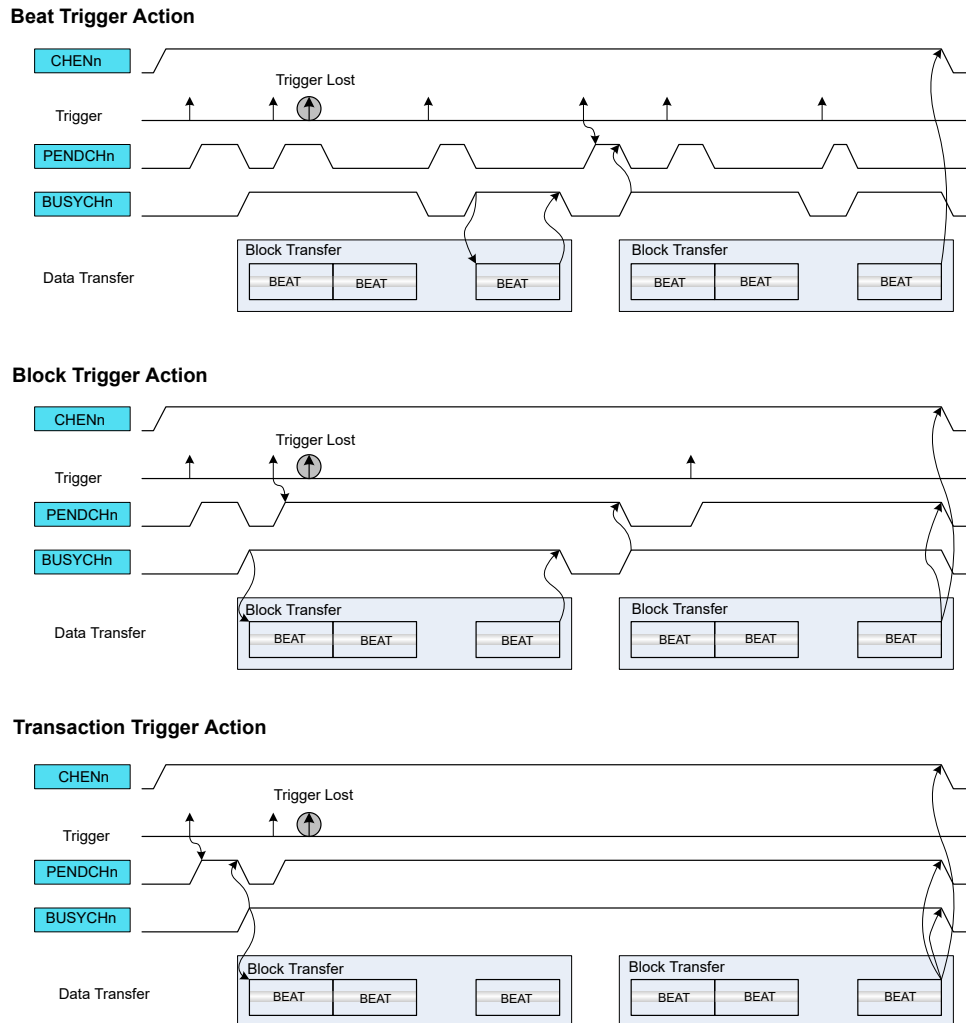 Beat Trigger Action
CHENn
Trigger Lost
Trigger
PENDCHn
BUSYCHn
Block Transfer Block Transfer
Data Transfer
BEAT BEAT BEAT BEAT BEAT BEAT
Block Trigger Action
CHENn
Trigger Lost
Trigger
PENDCHn
BUSYCHn
Block Transfer Block Transfer
Data Transfer
BEAT BEAT BEAT BEAT BEAT BEAT
Transaction Trigger Action
CHENn
Trigger Lost
Trigger
PENDCHn
BUSYCHn
Block Transfer Block Transfer
Data Transfer
BEAT BEAT BEAT BEAT BEAT BEAT